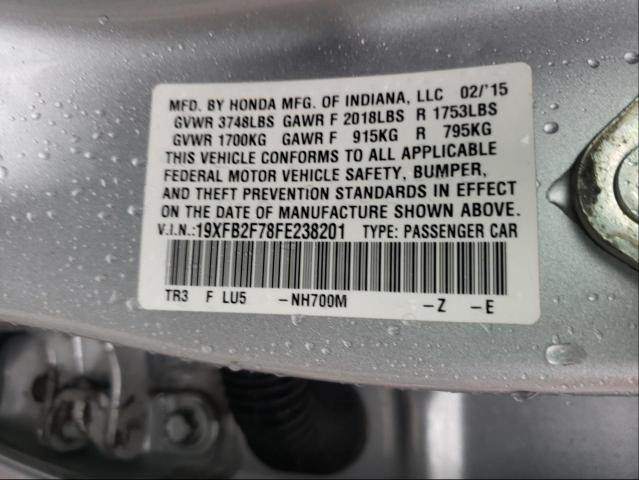 MFD. BY HONDA MFG. OF INDIANA, LLC 02/'15
GVWR 3748LBS GAWR F 2018LBS R 1753LBS
GVWR 1700KG GAWR F 915KG R 795KG
THIS VEHICLE CONFORMS TO ALL APPLICABLE
FEDERAL MOTOR VEHICLE SAFETY, BUMPER,
AND THEFT PREVENTION STANDARDS IN EFFECT
ON THE DATE OF MANUFACTURE SHOWN ABOVE.
V.I.N.:19XFB2F78FE238201 TYPE: PASSENGER CAR
TR3 F LU5 -NH700M -Z -E